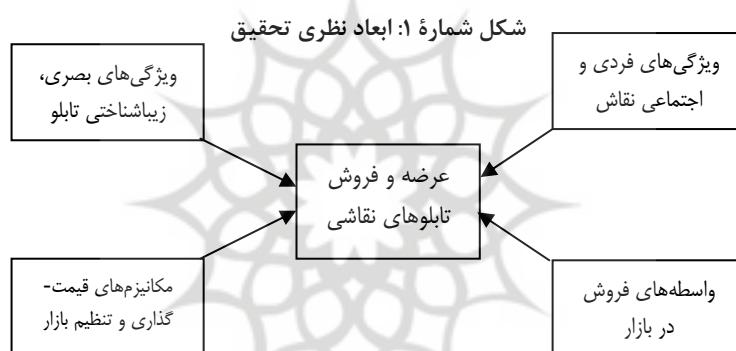 شکل شمارۀ ۱: ابعاد نظری تحقیق
ویژگی‌های فردی و
اجتماعی نقاش
ویژگی‌های بصری،
زیباشناختی تابلو
عرضه و فروش
تابلوهای نقاشی
واسطه‌های فروش
در بازار
مکانیزم‌های قیمت-
گذاری و تنظیم بازار